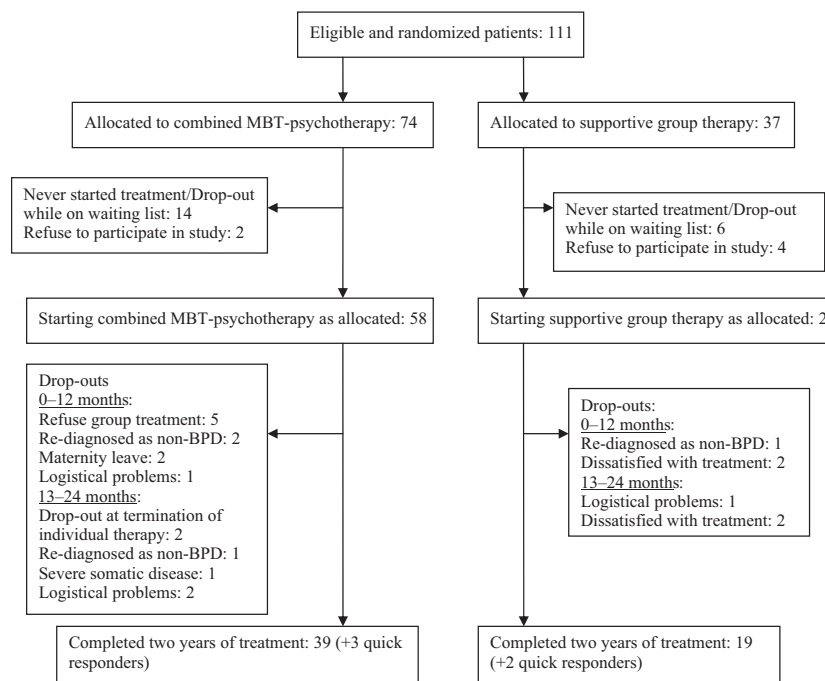 Eligible and randomized patients: 111
Allocated to combined MBT-psychotherapy: 74
Allocated to supportive group therapy: 37
Never started treatment/Drop-out
while on waiting list: 14
Refuse to participate in study: 2
Never started treatment/Drop-out
while on waiting list: 6
Refuse to participate in study: 4
Starting combined MBT-psychotherapy as allocated: 58
Starting supportive group therapy as allocated: 2
Drop-outs
0–12 months:
Refuse group treatment: 5
Re-diagnosed as non-BPD: 2
Maternity leave: 2
Logistical problems: 1
13–24 months:
Drop-out at termination of
individual therapy: 2
Re-diagnosed as non-BPD: 1
Severe somatic disease: 1
Logistical problems: 2
Drop-outs:
0–12 months:
Re-diagnosed as non-BPD: 1
Dissatisfied with treatment: 2
13–24 months:
Logistical problems: 1
Dissatisfied with treatment: 2
Completed two years of treatment: 39 (+3 quick
responders)
Completed two years of treatment: 19
(+2 quick responders)